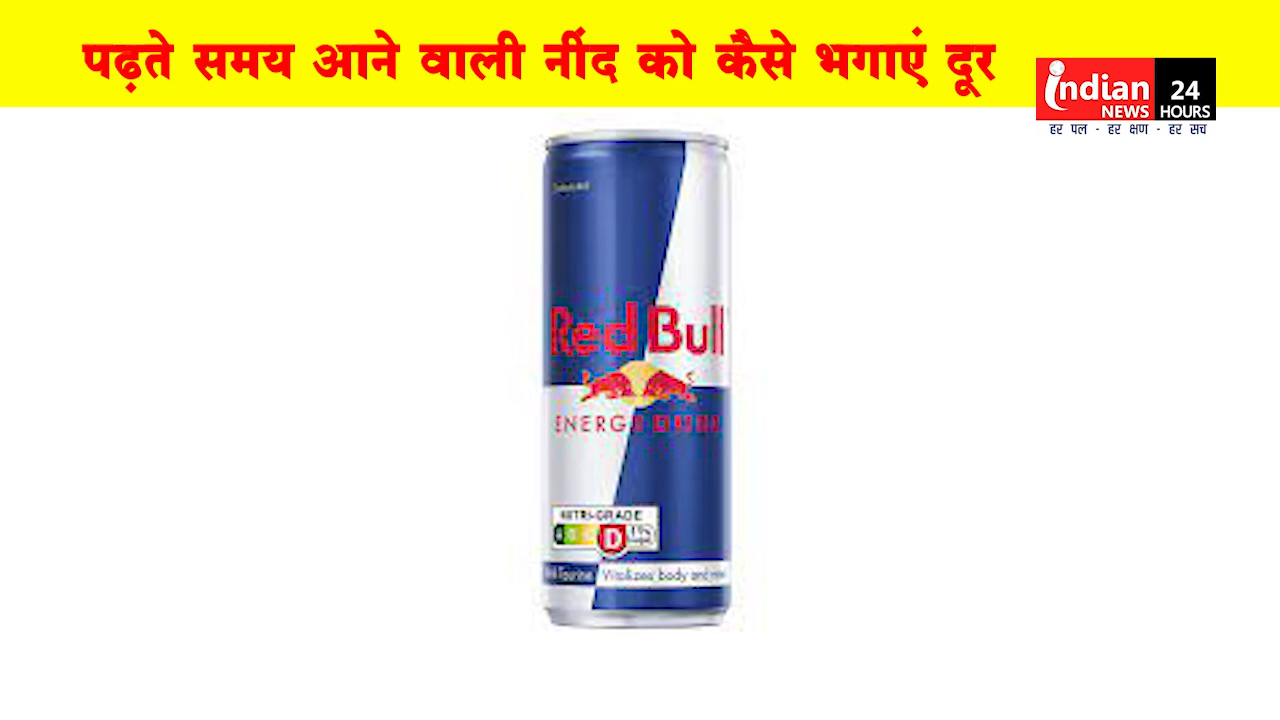 पढ़ते समय आने वाली नींद को कैसे भगाएं दूर
indian
NEWS
24
HOURS
हर पल - हर क्षण - हर सच
Red Bull
ENERGY DRINK
NUTRI-GRADE
D
Taurine
Vitalizes body and